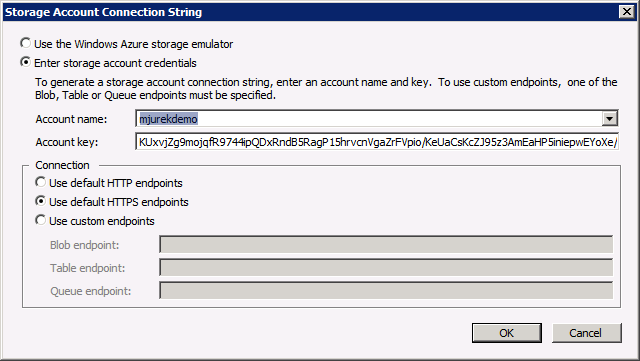 Storage Account Connection String
Use the Windows Azure storage emulator
Enter storage account credentials
To generate a storage account connection string, enter an account name and key. To use custom endpoints, one of the
Blob, Table or Queue endpoints must be specified.
Account name: mjurekdemo
Account key: KUxvjZg9mojqfR9744ipQDxRndB5RagP15hrvcnVgaZrFVpio/KeUaCsKcZJ95z3AmEaHP5iniepwEYoXe/
Connection
Use default HTTP endpoints
Use default HTTPS endpoints
Use custom endpoints
Blob endpoint:
Table endpoint:
Queue endpoint:
OK Cancel